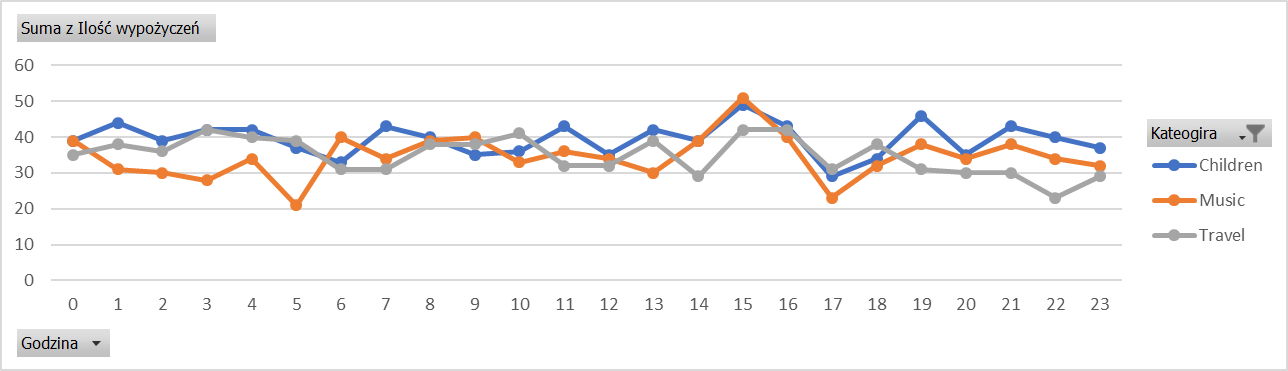 Suma z Ilość wypożyczeń
60
50
40
30
20
10
0
0 1 2 3 4 5 6 7 8 9 10 11 12 13 14 15 16 17 18 19 20 21 22 23
Godzina
Kateogira
Children
Music
Travel